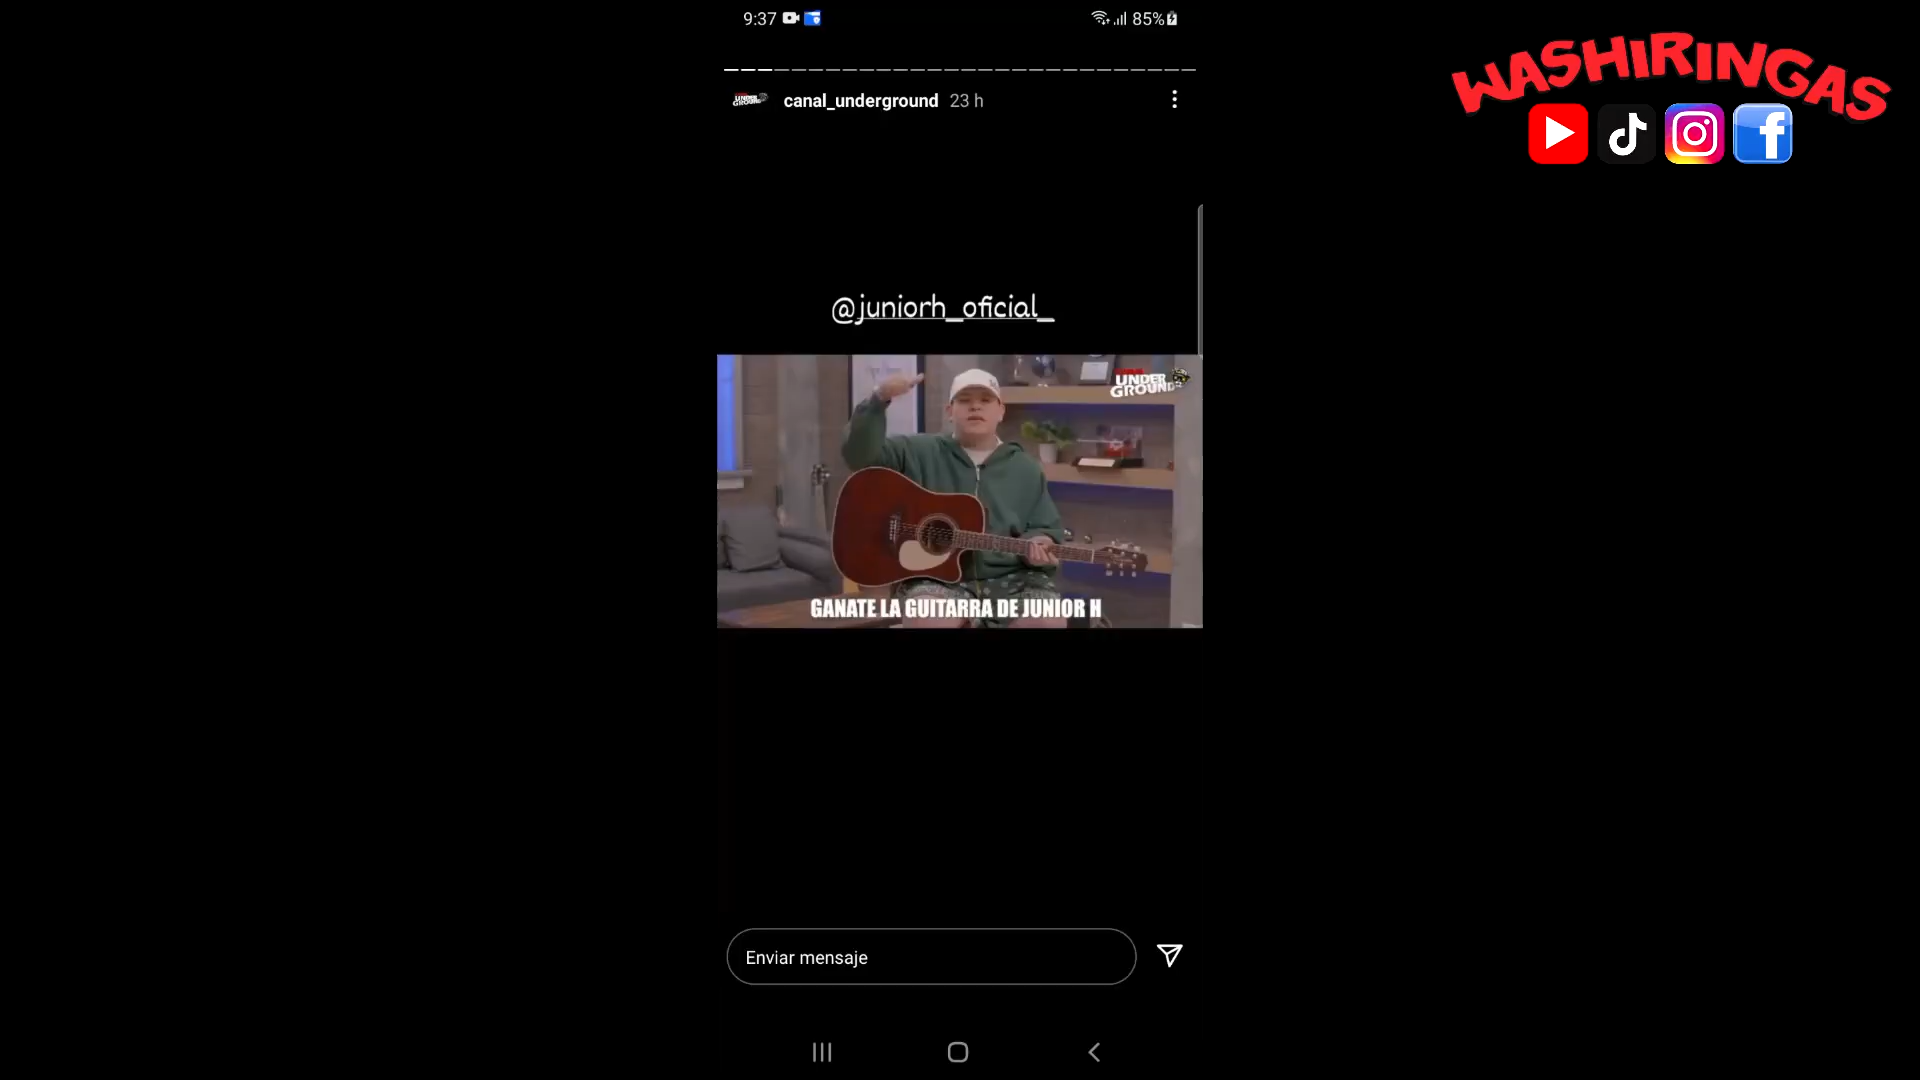 9:37
85%
WASHIRINGAS
canal_underground 23 h
@juniorh_oficial_
UNDER
GROUND
GANATE LA GUITARRA DE JUNIOR H
Enviar mensaje